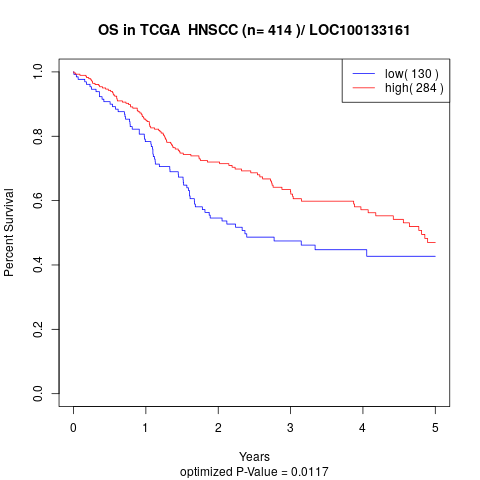 OS in TCGA  HNSCC (n= 414 )/ LOC100133161
low( 130 )
high( 284 )
Percent Survival
1.0
0.8
0.6
0.4
0.2
0.0
0 1 2 3 4 5
Years
optimized P-Value = 0.0117